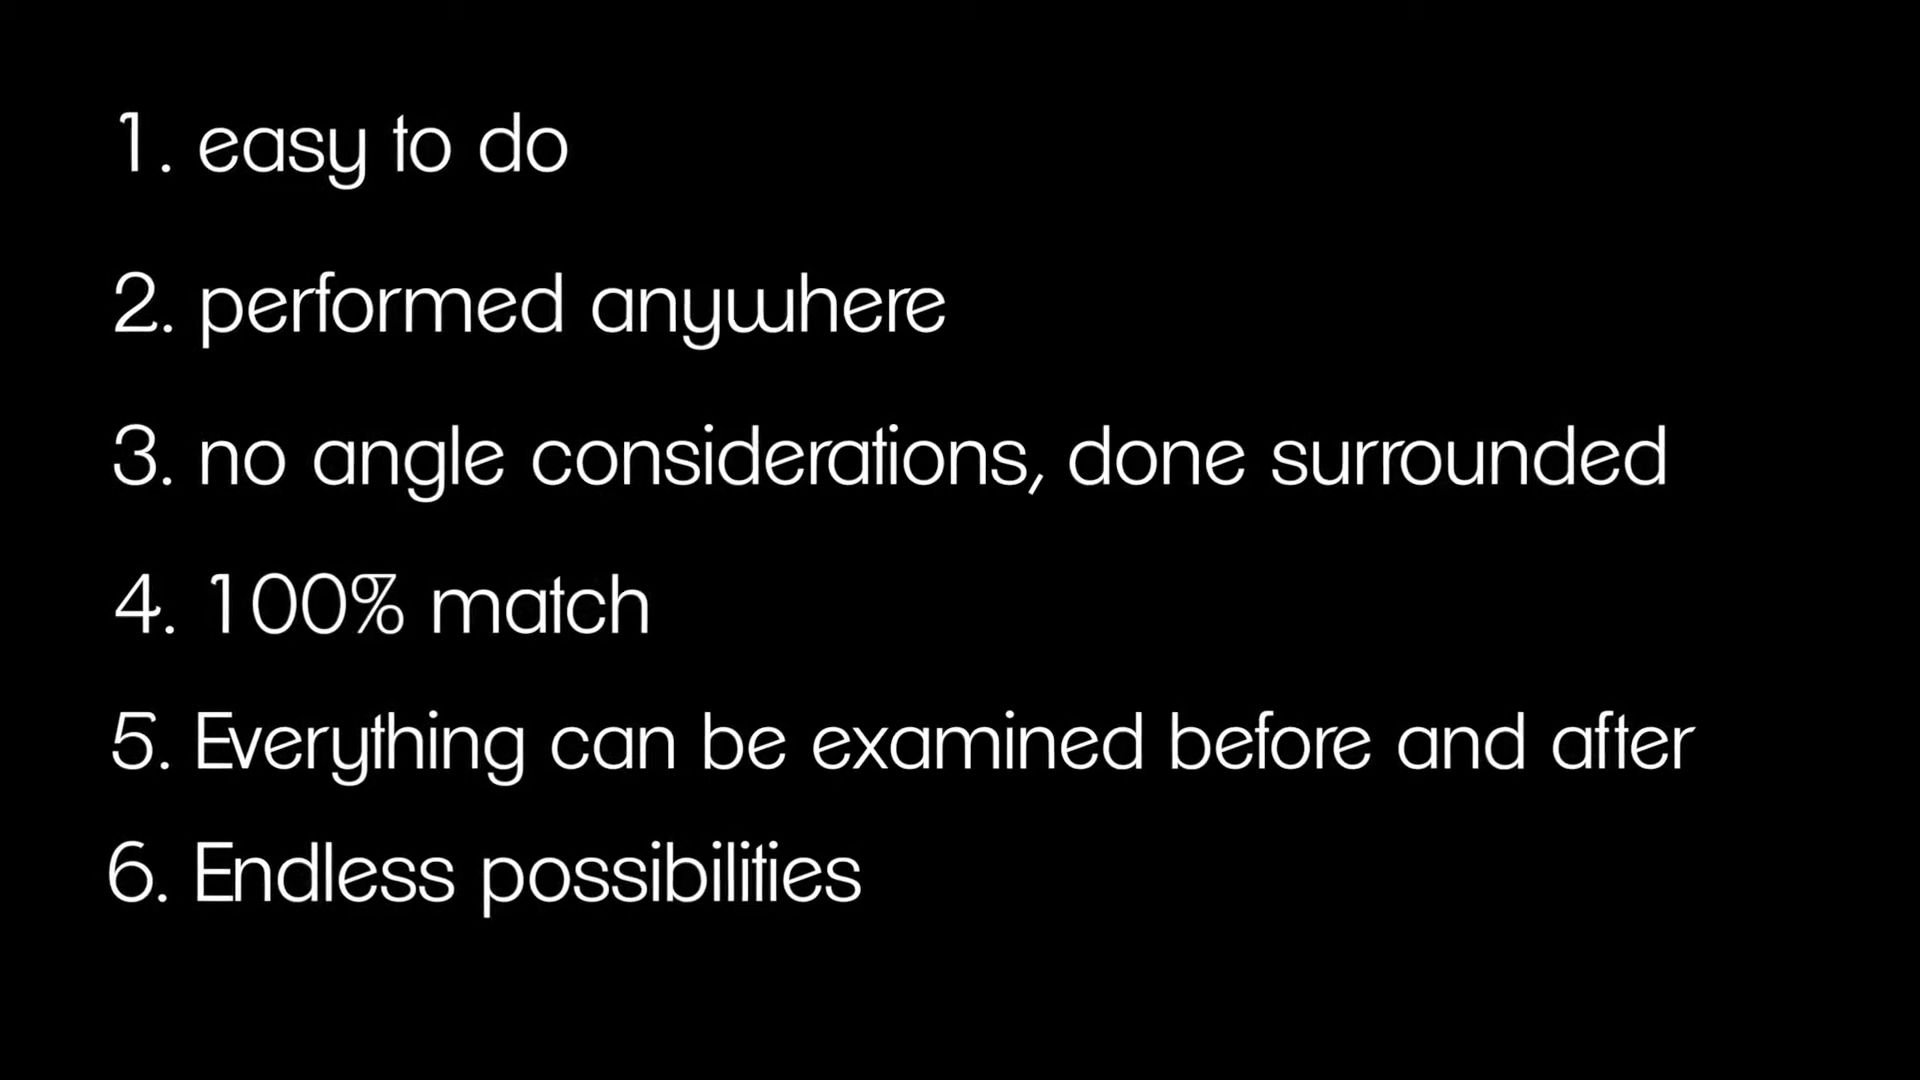 1. easy to do
2. performed anywhere
3. no angle considerations, done surrounded
4. 100% match
5. Everything can be examined before and after
6. Endless possibilities